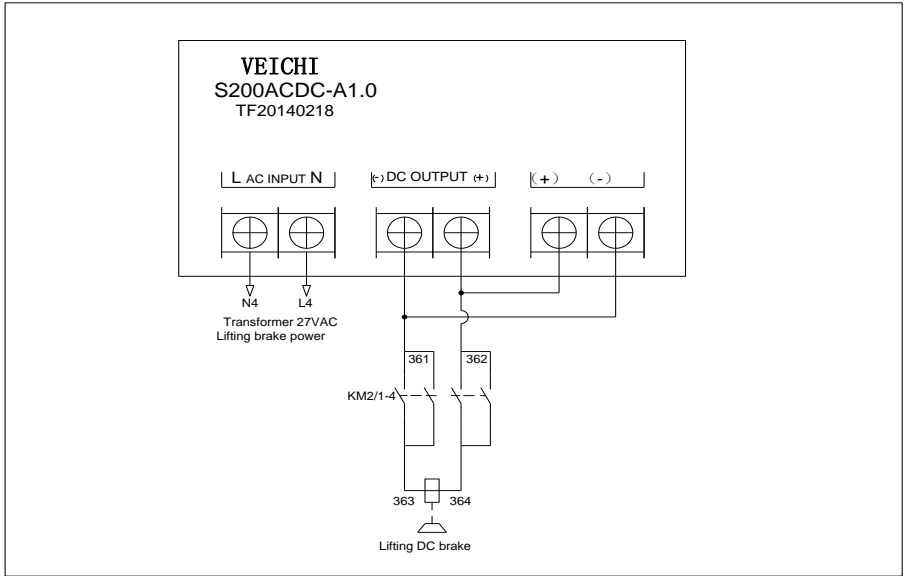 VEICHI
S200ACDC-A1.0
TF20140218
L AC INPUT N
(-) DC OUTPUT (+)
(+) (-)
N4 L4
Transformer 27VAC
Lifting brake power
361 362
KM2/1-4
363 364
Lifting DC brake